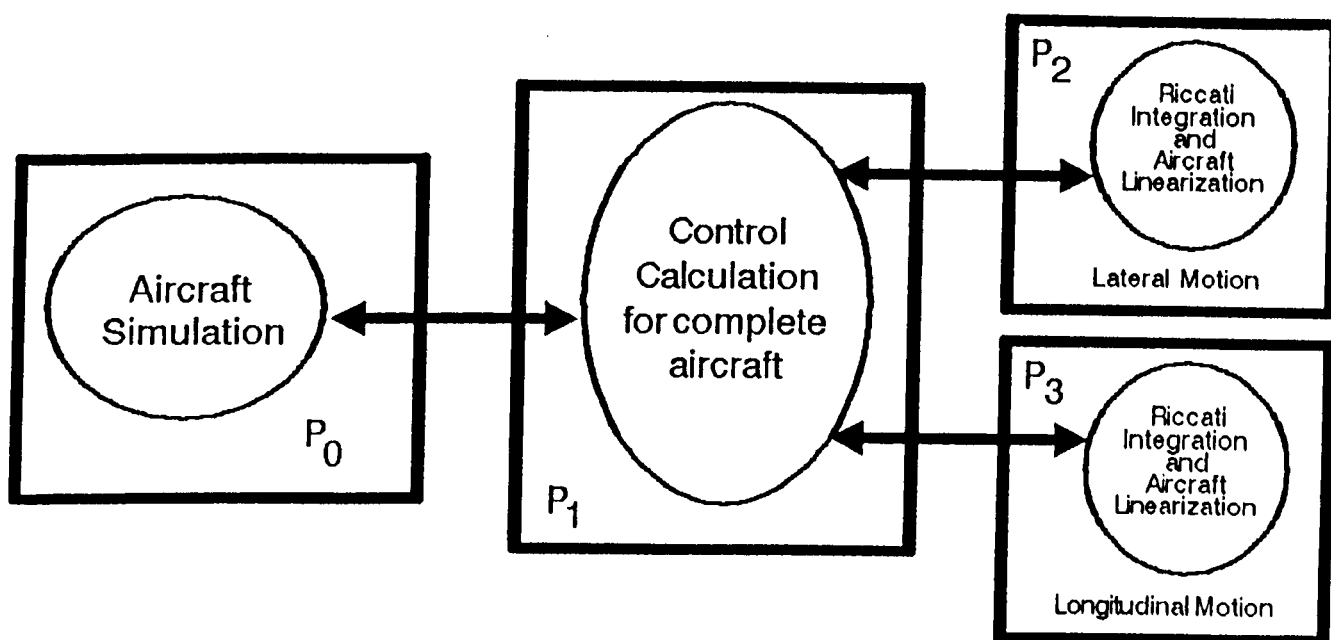 Aircraft
Simulation
P0
Control
Calculation
for complete
aircraft
P1
P2
Riccati
Integration
and
Aircraft
Linearization
Lateral Motion
P3
Riccati
Integration
and
Aircraft
Linearization
Longitudinal Motion